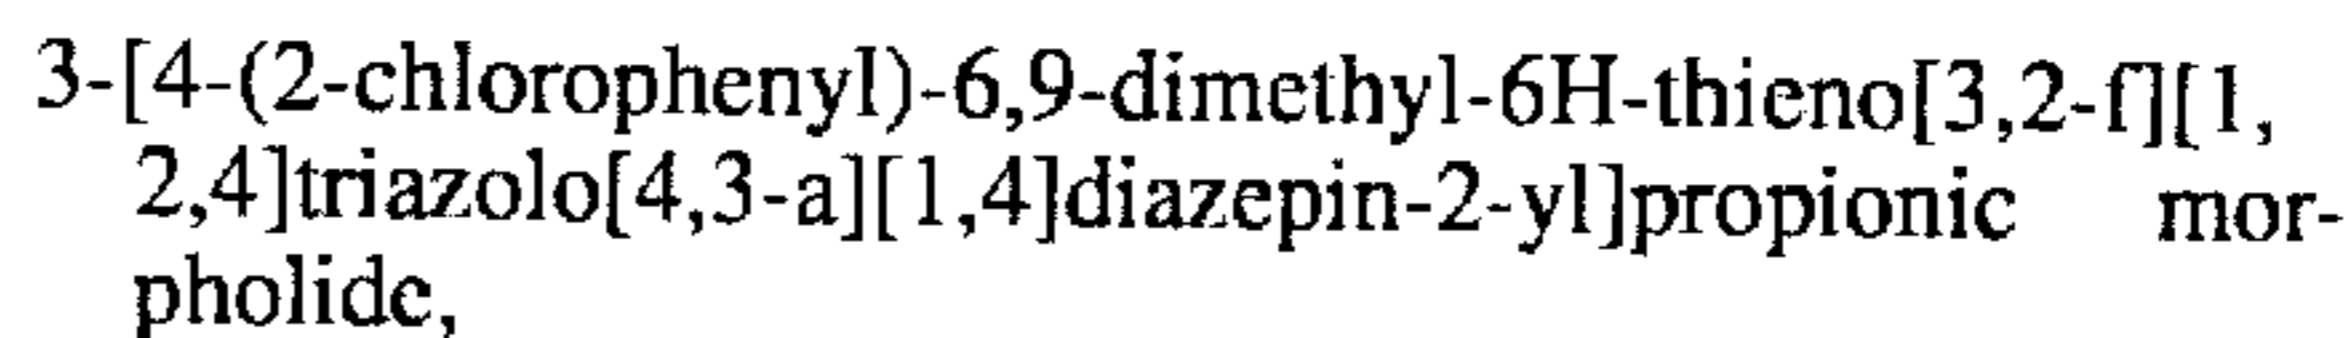 3-[4-(2-chlorophenyl)-6,9-dimethyl-6H-thieno[3,2-f][1,
2,4]triazolo[4,3-a][1,4]diazepin-2-yl]propionic mor-
pholide,